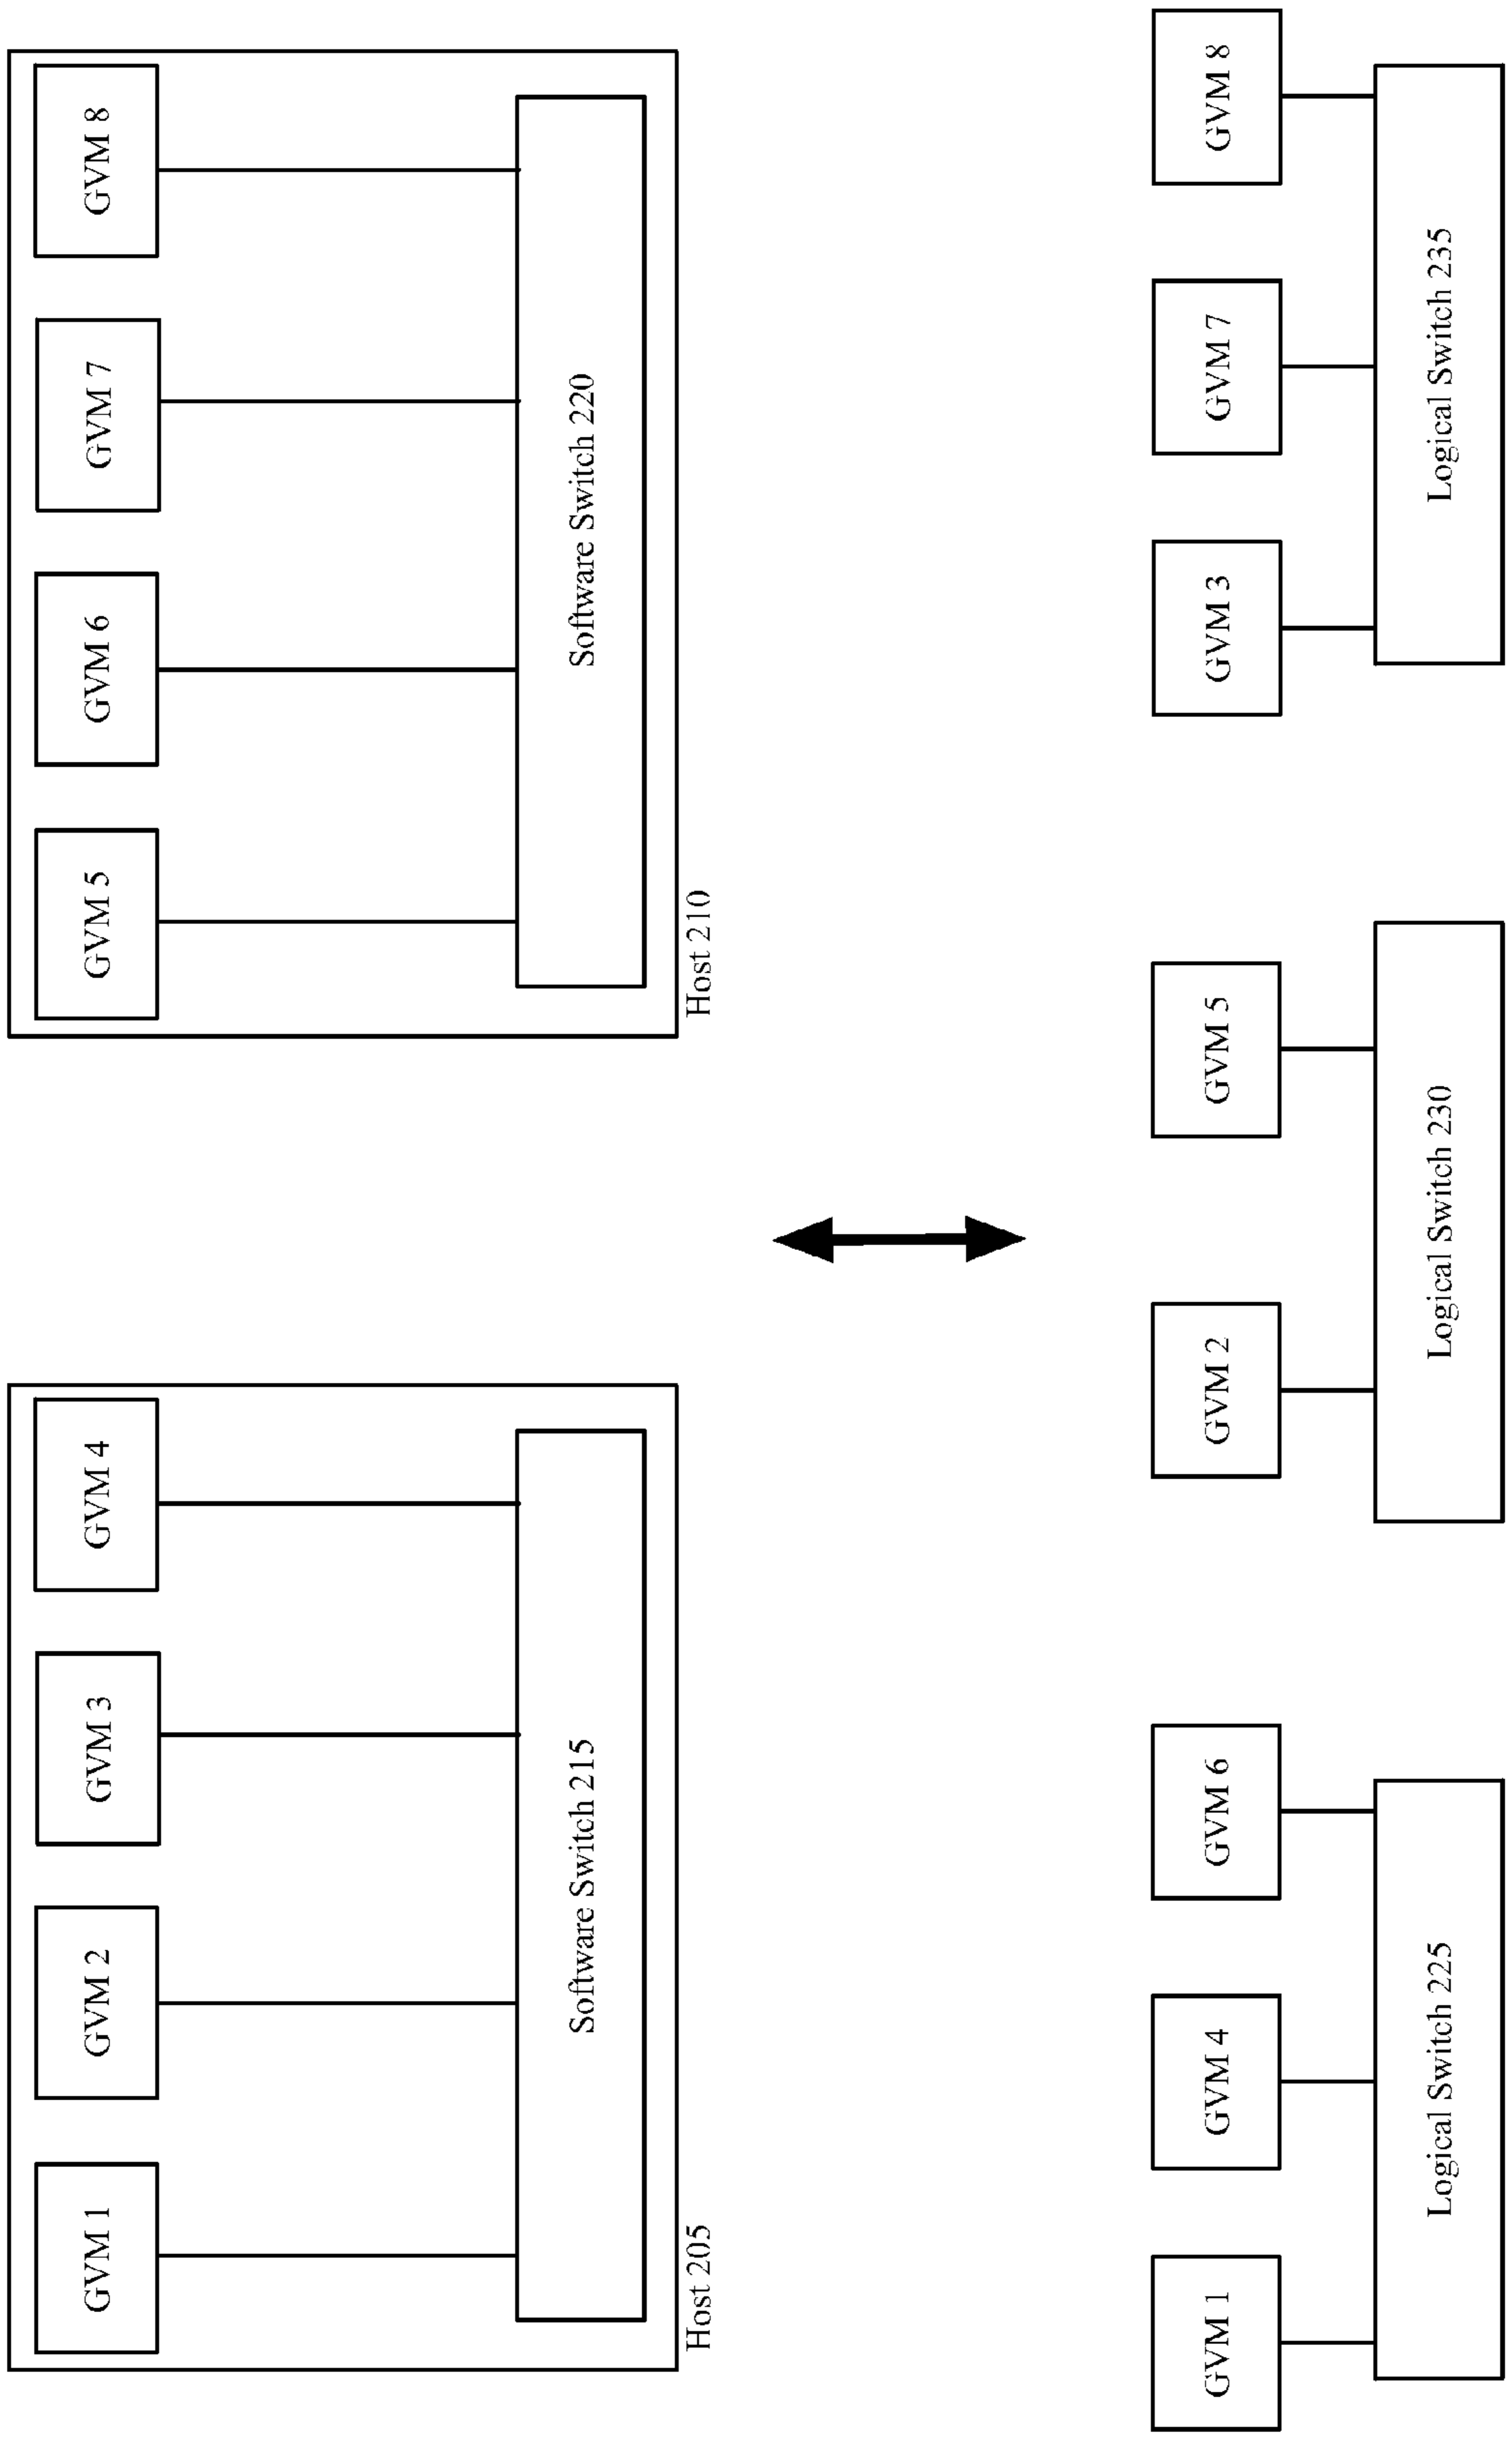 GVM 1
GVM 2
GVM 3
GVM 4
Software Switch 215
Host 205
GVM 5
GVM 6
GVM 7
GVM 8
Software Switch 220
Host 210
GVM 1
GVM 4
GVM 6
Logical Switch 225
GVM 2
GVM 5
Logical Switch 230
GVM 3
GVM 7
GVM 8
Logical Switch 235